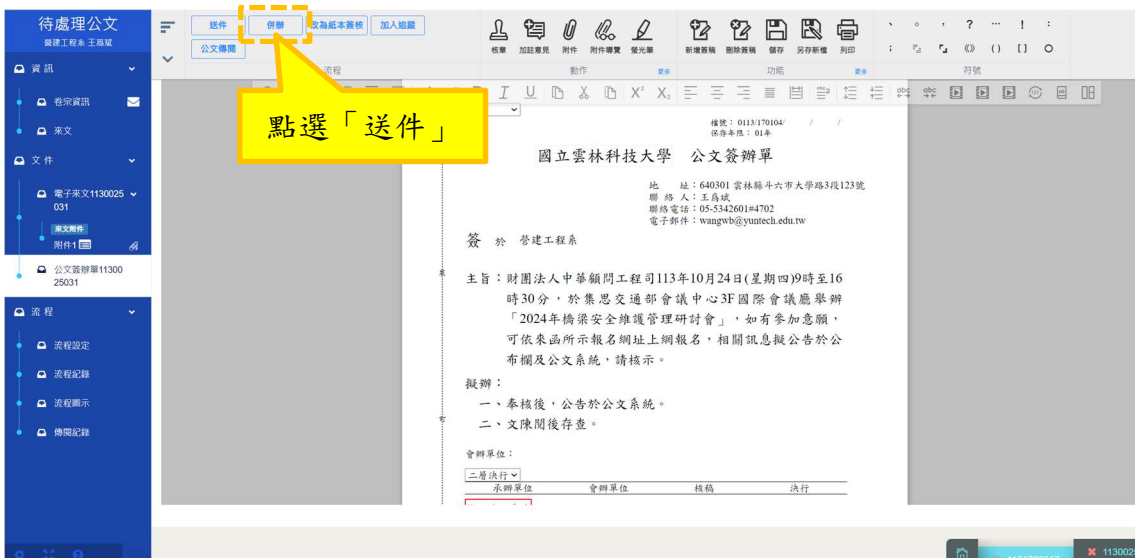 待處理公文
營建工程系 王爲斌
資訊
卷宗資訊
來文
文件
電子來文1130025
031
來文附件
附件1
公文簽辦單11300
25031
流程
流程設定
流程紀錄
流程圖示
傳閱紀錄
送件
併辦
改為紙本簽核
加入追蹤
公文傳閱
流程
核章
加註意見
附件
附件導覽
螢光筆
動作
更多
新增簽稿
刪除簽稿
儲存
另存新檔
列印
功能
更多
符號
點選「送件」
檔號：0113/170104/ / /
保存年限：01年
國立雲林科技大學 公文簽辦單
地 址：640301 雲林縣斗六市大學路3段123號
聯 絡 人：王爲斌
聯絡電話：05-5342601#4702
電子郵件：wangwb@yuntech.edu.tw
簽 於 營建工程系
主旨：財團法人中華顧問工程司113年10月24日(星期四)9時至16
時30分，於集思交通部會議中心3F國際會議廳舉辦
「2024年橋梁安全維護管理研討會」，如有參加意願，
可依來函所示報名網址上網報名，相關訊息擬公告於公
布欄及公文系統，請核示。
擬辦：
一、奉核後，公告於公文系統。
二、文陳閱後存查。
會辦單位：
二層決行
承辦單位 會辦單位 核稿 決行